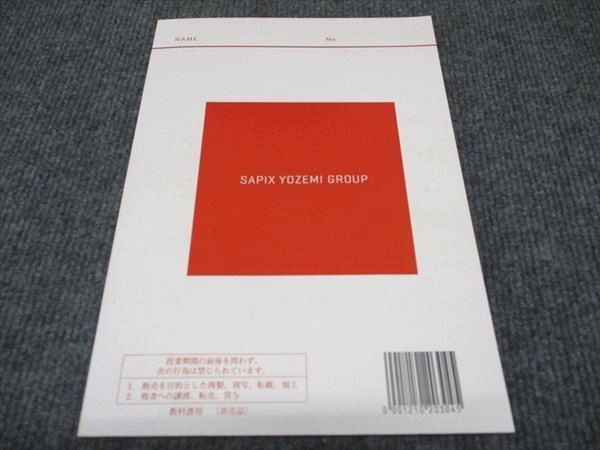 NAME
No.
SAPIX YOZEMI GROUP
授業期間の前後を問わず、
次の行為は禁じられています。
1. 販売を目的とした複製、複写、転載、加工
2. 他者への譲渡、転売、貸与
教科書用 (非売品)
0001210203045